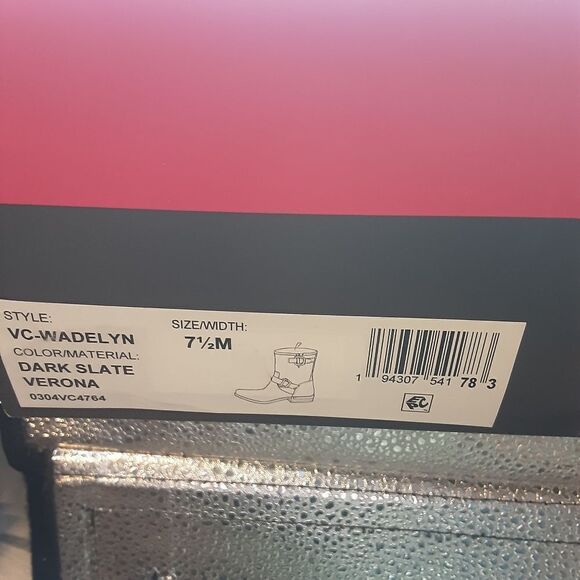 STYLE:
VC-WADELYN
COLOR/MATERIAL:
DARK SLATE
VERONA
0304VC4764
SIZE/WIDTH:
7½M
1 94307 541 78 3